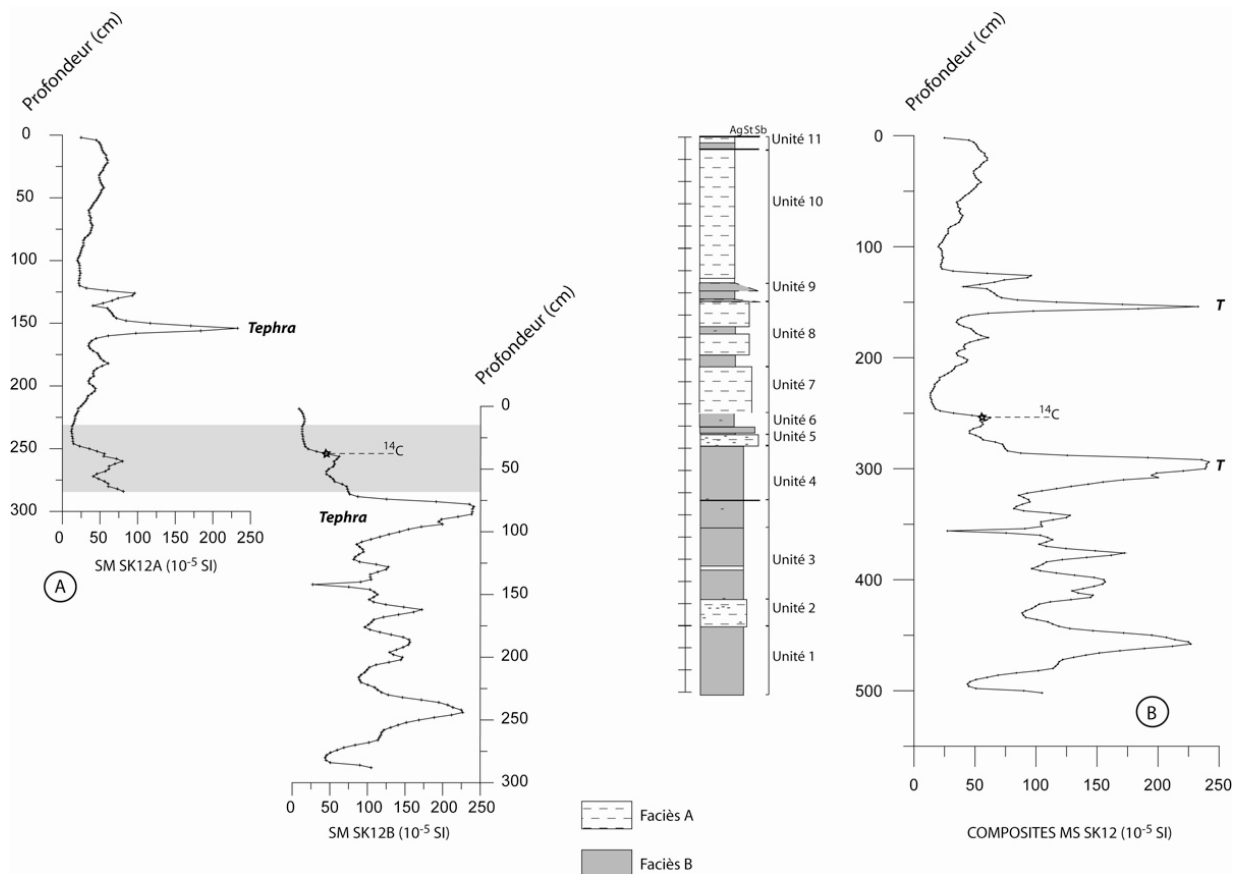 Profondeur (cm)
0
50
100
150
200
250
300
Tephra
¹⁴C
0 50 100 150 200 250
SM SK12A (10⁻⁵ SI)
A
Profondeur (cm)
0
50
100
150
200
250
300
Tephra
0 50 100 150 200 250
SM SK12B (10⁻⁵ SI)
Ag St Sb
Unité 11
Unité 10
Unité 9
Unité 8
Unité 7
Unité 6
Unité 5
Unité 4
Unité 3
Unité 2
Unité 1
Faciès A
Faciès B
Profondeur (cm)
0
100
200
300
400
500
T
¹⁴C
T
B
0 50 100 150 200 250
COMPOSITES MS SK12 (10⁻⁵ SI)